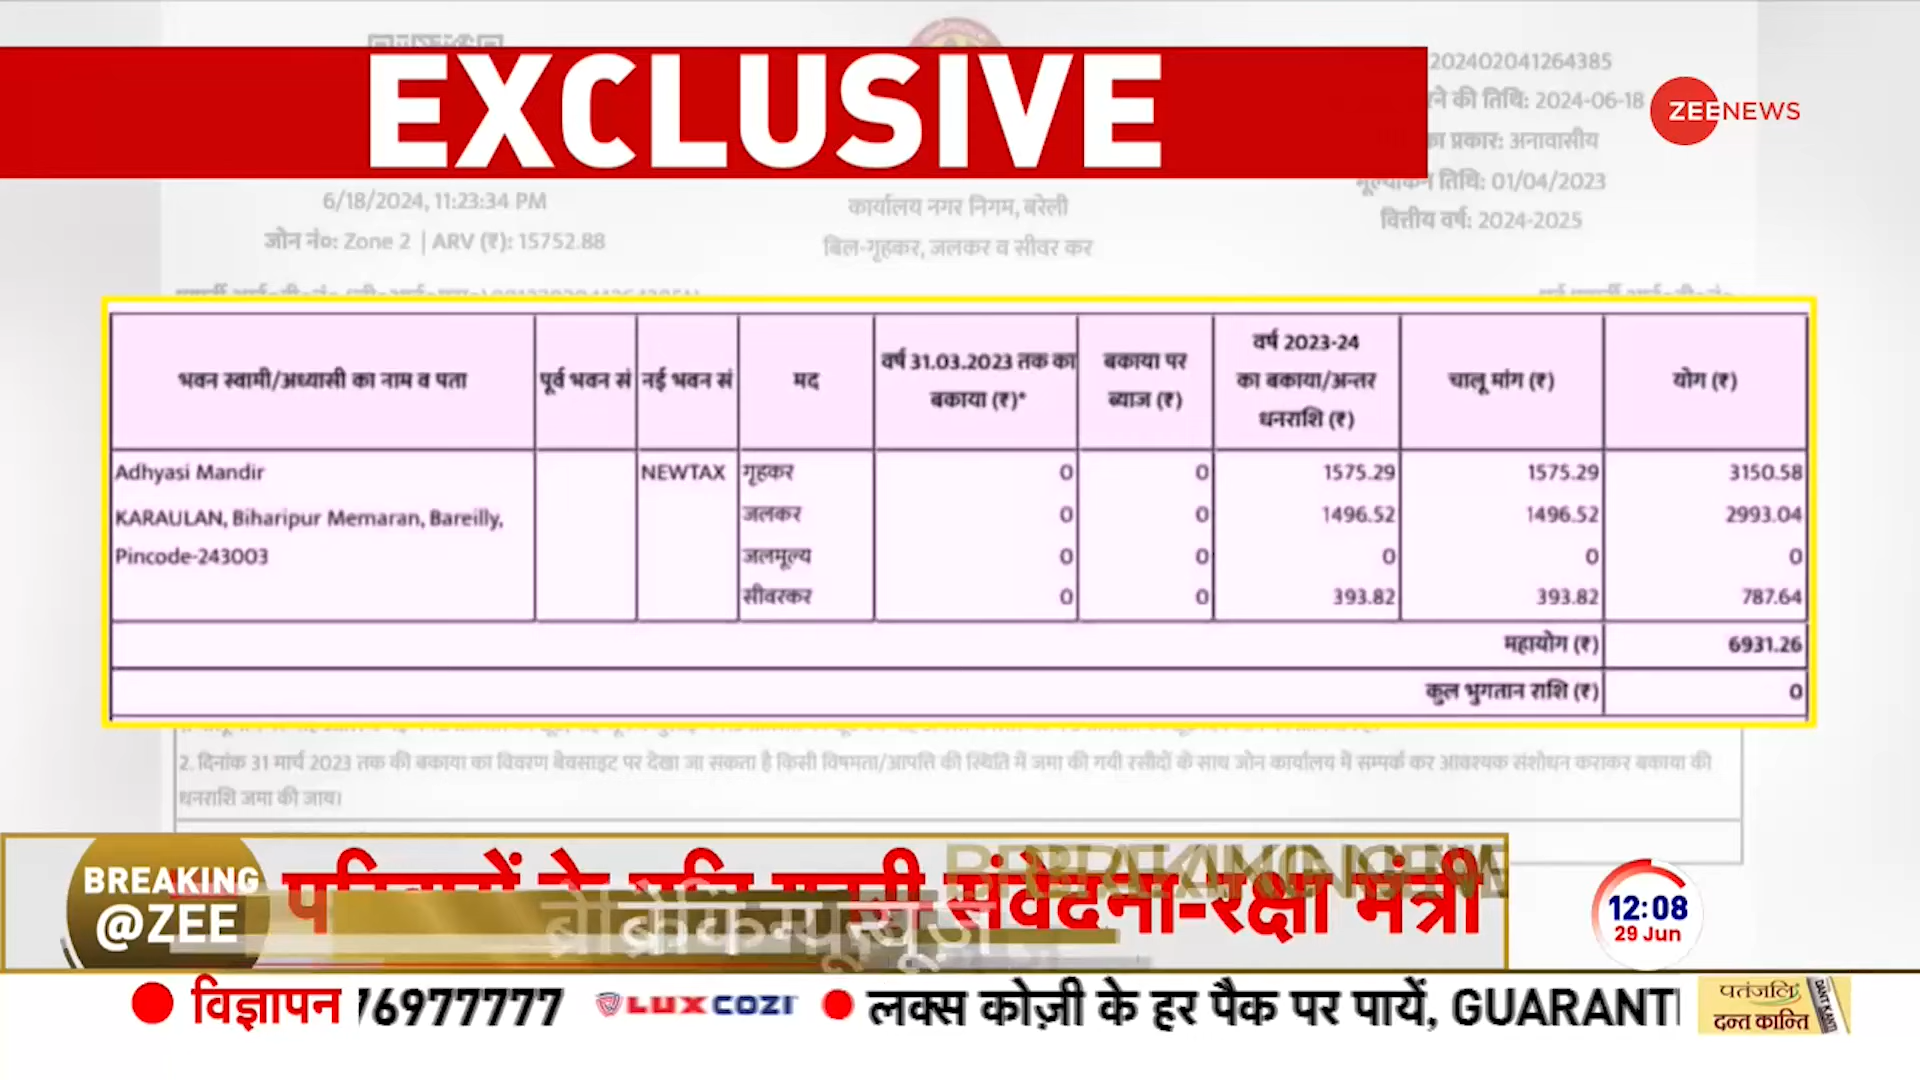 EXCLUSIVE
202402041264385
की तिथि: 2024-06-18
ZEENEWS
का प्रकार: अनावासीय
6/18/2024, 11:23:34 PM
कार्यालय नगर निगम, बरेली
तिथि: 01/04/2023
जोन नं०: Zone 2 | ARV (₹): 15752.88
बिल-गृहकर, जलकर व सीवर कर
वित्तीय वर्ष: 2024-2025
भवन स्वामी/अध्यासी का नाम व पता
पूर्व भवन सं
नई भवन सं
मद
वर्ष 31.03.2023 तक का
बकाया (₹)*
बकाया पर
ब्याज (₹)
वर्ष 2023-24
का बकाया/अन्तर
धनराशि (₹)
चालू मांग (₹)
योग (₹)
Adhyasi Mandir NEWTAX गृहकर 0 0 1575.29 1575.29 3150.58
KARAULAN, Biharipur Memaran, Bareilly, जलकर 0 0 1496.52 1496.52 2993.04
Pincode-243003 जलमूल्य 0 0 0 0 0
सीवरकर 0 0 393.82 393.82 787.64
महायोग (₹) 6931.26
कुल भुगतान राशि (₹) 0
2. दिनांक 31 मार्च 2023 तक की बकाया का विवरण बेवसाइट पर देखा जा सकता है किसी विषमता/आपत्ति की स्थिति में जमा की गयी रसीदों के साथ जोन कार्यालय में सम्पर्क कर आवश्यक संशोधन कराकर बकाया की
धनराशि जमा की जाय।
BREAKING
@ZEE
संवेदना-रक्षा मंत्री
12:08
29 Jun
विज्ञापन 76977777 LUX COZI लक्स कोज़ी के हर पैक पर पायें, GUARANT
पतंजलि
दन्त कान्ति
DANT KANTI